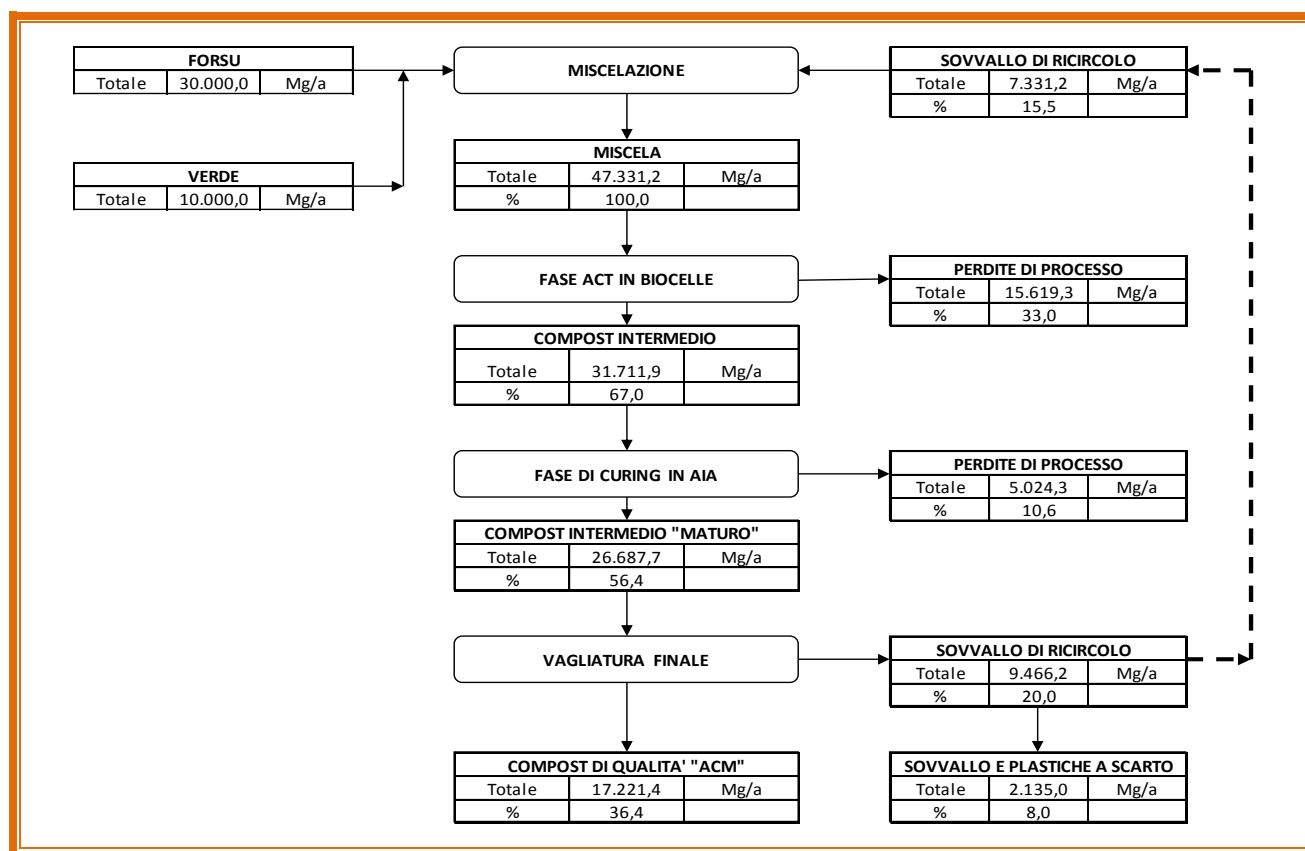 FORSU
Totale 30.000,0 Mg/a
MISCELAZIONE
SOVVALLO DI RICIRCOLO
Totale 7.331,2 Mg/a
% 15,5
VERDE
Totale 10.000,0 Mg/a
MISCELA
Totale 47.331,2 Mg/a
% 100,0
FASE ACT IN BIOCELLE
PERDITE DI PROCESSO
Totale 15.619,3 Mg/a
% 33,0
COMPOST INTERMEDIO
Totale 31.711,9 Mg/a
% 67,0
FASE DI CURING IN AIA
PERDITE DI PROCESSO
Totale 5.024,3 Mg/a
% 10,6
COMPOST INTERMEDIO "MATURO"
Totale 26.687,7 Mg/a
% 56,4
VAGLIATURA FINALE
SOVVALLO DI RICIRCOLO
Totale 9.466,2 Mg/a
% 20,0
COMPOST DI QUALITA' "ACM"
Totale 17.221,4 Mg/a
% 36,4
SOVVALLO E PLASTICHE A SCARTO
Totale 2.135,0 Mg/a
% 8,0